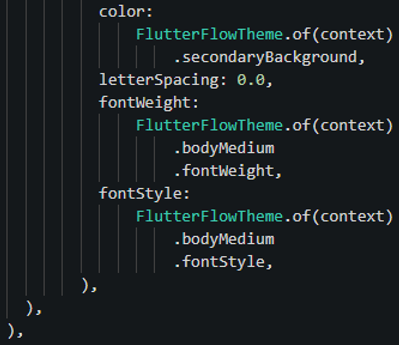 color:
FlutterFlowTheme.of(context)
.secondaryBackground,
letterSpacing: 0.0,
fontWeight:
FlutterFlowTheme.of(context)
.bodyMedium
.fontWeight,
fontStyle:
FlutterFlowTheme.of(context)
.bodyMedium
.fontStyle,
),
),
),